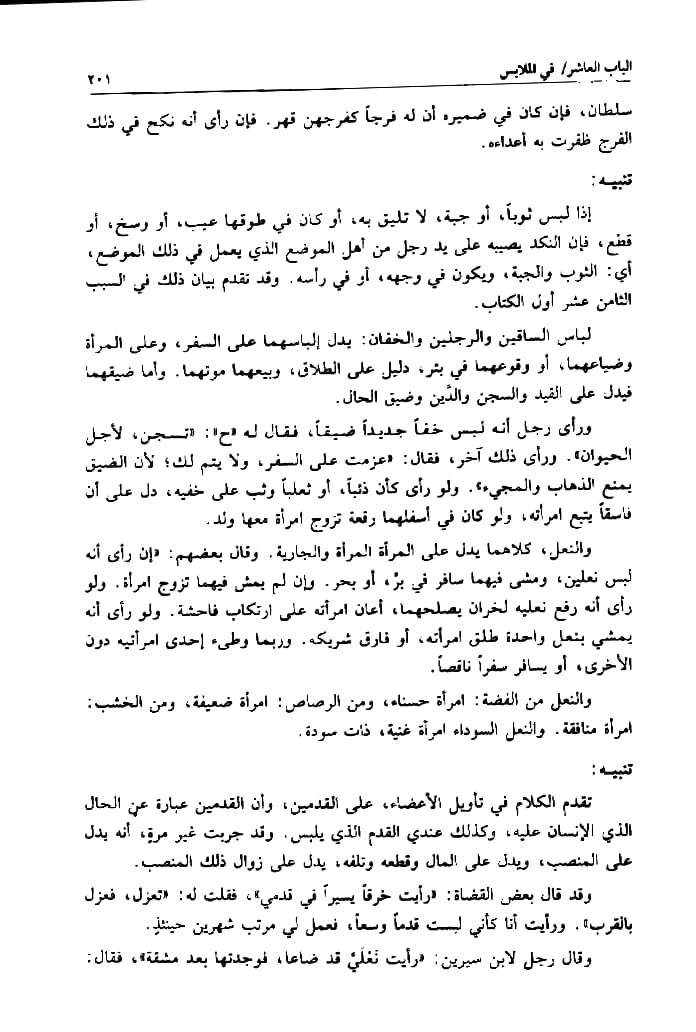 الباب العاشر/ في الملابس
٢٠١
سلطان، فإن كان في ضميره أن له فرجاً كفرجهن قهر. فإن رأى أنه نكح في ذلك
الفرج ظفرت به أعداءه.
تنبيه:
إذا لبس ثوباً، أو جبة، لا تليق به، أو كان في طوقها عيب، أو وسخ، أو
قطع، فإن النكد يصيبه على يد رجل من أهل الموضع الذي يعمل في ذلك الموضع،
أي: الثوب والجبة، ويكون في وجهه، أو في رأسه. وقد تقدم بيان ذلك في السبب
الثامن عشر أول الكتاب.
لباس الساقين والرجلين والخفان: يدل إلباسهما على السفر، وعلى المرأة
وضياعهما، أو وقوعهما في بئر، دليل على الطلاق، وبيعهما موتهما. وأما ضيقهما
فيدل على القيد والسجن والدَّين وضيق الحال.
ورأى رجل أنه لبس خفاً جديداً ضيقاً، فقال له «ح»: «تسجن، لأجل
الحيوان». ورأى ذلك آخر، فقال: «عزمت على السفر، ولا يتم لك؛ لأن الضيق
يمنع الذهاب والمجيء». ولو رأى كأن ذئباً، أو ثعلباً وثب على خفيه، دل على أن
فاسقاً يتبع امرأته، ولو كان في أسفلهما رقعة تزوج امرأة معها ولد.
والنعل، كلاهما يدل على المرأة المرأة والجارية. وقال بعضهم: «إن رأى أنه
لبس نعلين، ومشى فيهما سافر في برّ، أو بحر. وإن لم يمش فيهما تزوج امرأة. ولو
رأى أنه رفع نعليه لخران يصلحهما، أعان امرأته على ارتكاب فاحشة. ولو رأى أنه
يمشي بنعل واحدة طلق امرأته، أو فارق شريكه. وربما وطىء إحدى امرأتيه دون
الأخرى، أو يسافر سفراً ناقصاً.
والنعل من الفضة: امرأة حسناء، ومن الرصاص: امرأة ضعيفة، ومن الخشب:
امرأة منافقة. والنعل السوداء امرأة غنية، ذات سودة.
تنبيه:
تقدم الكلام في تأويل الأعضاء، على القدمين، وأن القدمين عبارة عن الحال
الذي الإنسان عليه، وكذلك عندي القدم الذي يلبس. وقد جربت غير مرةٍ، أنه يدل
على المنصب، ويدل على المال وقطعه وتلفه، يدل على زوال ذلك المنصب.
وقد قال بعض القضاة: «رأيت خرقاً يسيراً في قدمي»، فقلت له: «تعزل، فعزل
بالقرب». ورأيت أنا كأني لبست قدماً وسعاً، فعمل لي مرتب شهرين حينئذٍ.
وقال رجل لابن سيرين: «رأيت نَعْلَيَّ قد ضاعا، فوجدتها بعد مشقة»، فقال: